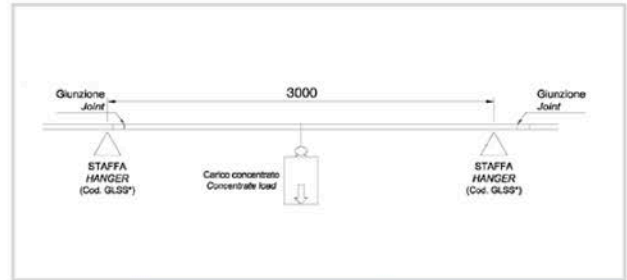 3000
Giunzione
Joint
Giunzione
Joint
STAFFA
HANGER
(Cod. GLSS*)
Carico concentrato
Concentrate load
STAFFA
HANGER
(Cod. GLSS*)